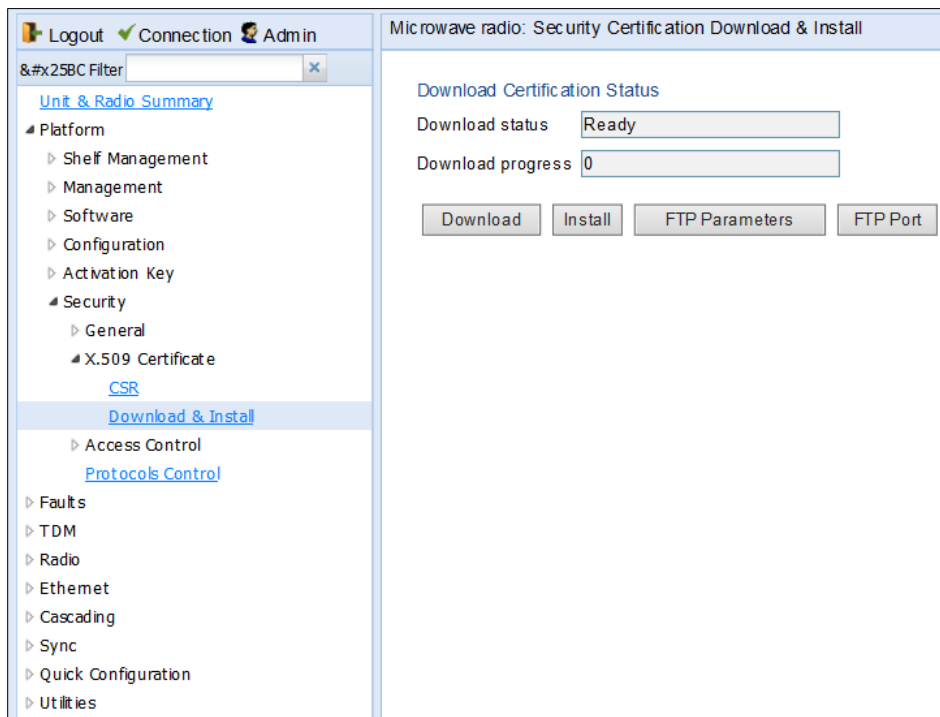 Logout Connection Admin
&#x25BC Filter
Unit & Radio Summary
Platform
Shelf Management
Management
Software
Configuration
Activation Key
Security
General
X.509 Certificate
CSR
Download & Install
Access Control
Protocols Control
Faults
TDM
Radio
Ethernet
Cascading
Sync
Quick Configuration
Utilities
Microwave radio: Security Certification Download & Install
Download Certification Status
Download status Ready
Download progress 0
Download Install FTP Parameters FTP Port